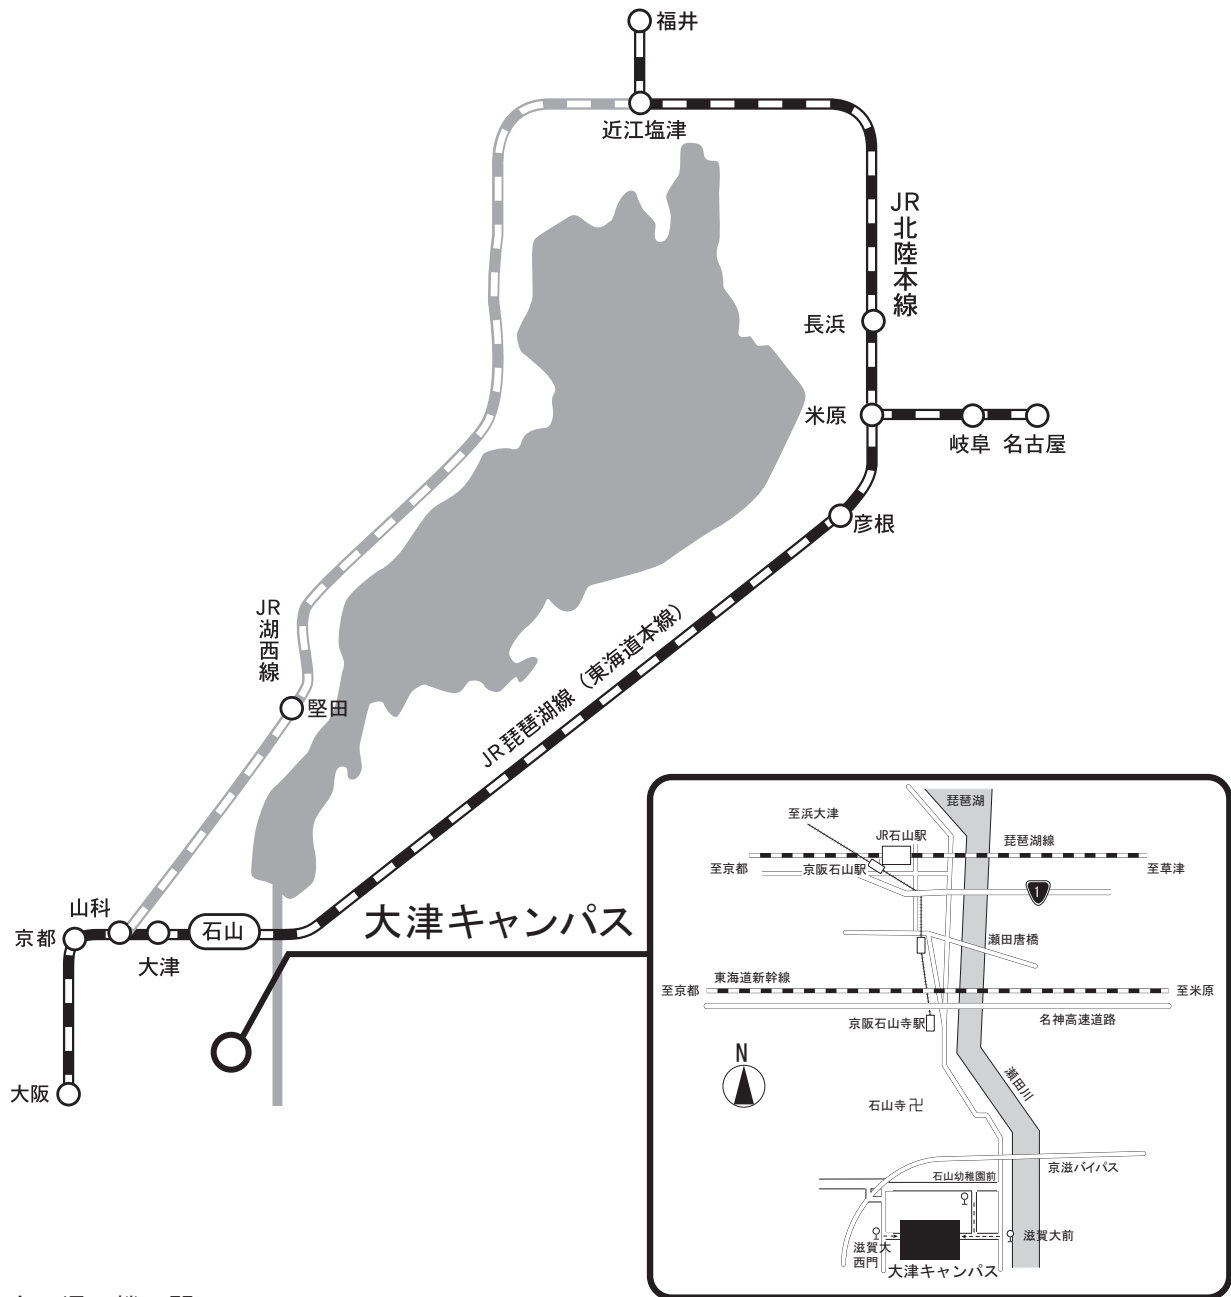 福井
近江塩津
JR北陸本線
長浜
米原
岐阜
名古屋
彦根
JR湖西線
堅田
JR琵琶湖線（東海道本線）
山科
京都
大津
石山
大阪
大津キャンパス
琵琶湖
至浜大津
JR石山駅
琵琶湖線
至京都
京阪石山駅
至草津
1
瀬田唐橋
東海道新幹線
至京都
至米原
京阪石山寺駅
名神高速道路
N
瀬田川
石山寺卍
京滋バイパス
石山幼稚園前
滋賀大
西門
滋賀大前
大津キャンパス